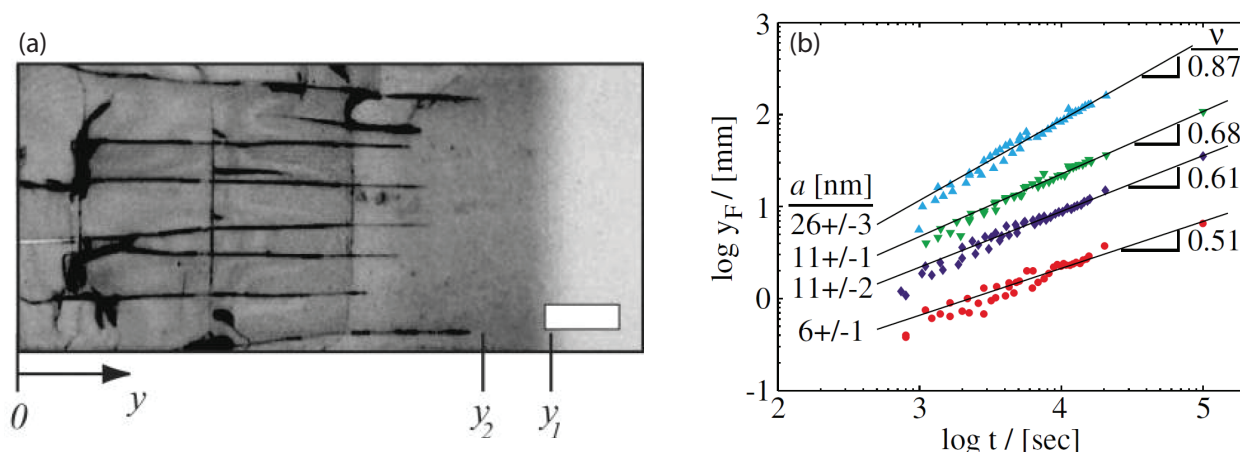 (a)
0
y
y2
y1
(b)
log yF / [mm]
3
2
1
0
-1
2
3
4
5
log t / [sec]
a [nm]
26+/-3
11+/-1
11+/-2
6+/-1
ν
0.87
0.68
0.61
0.51